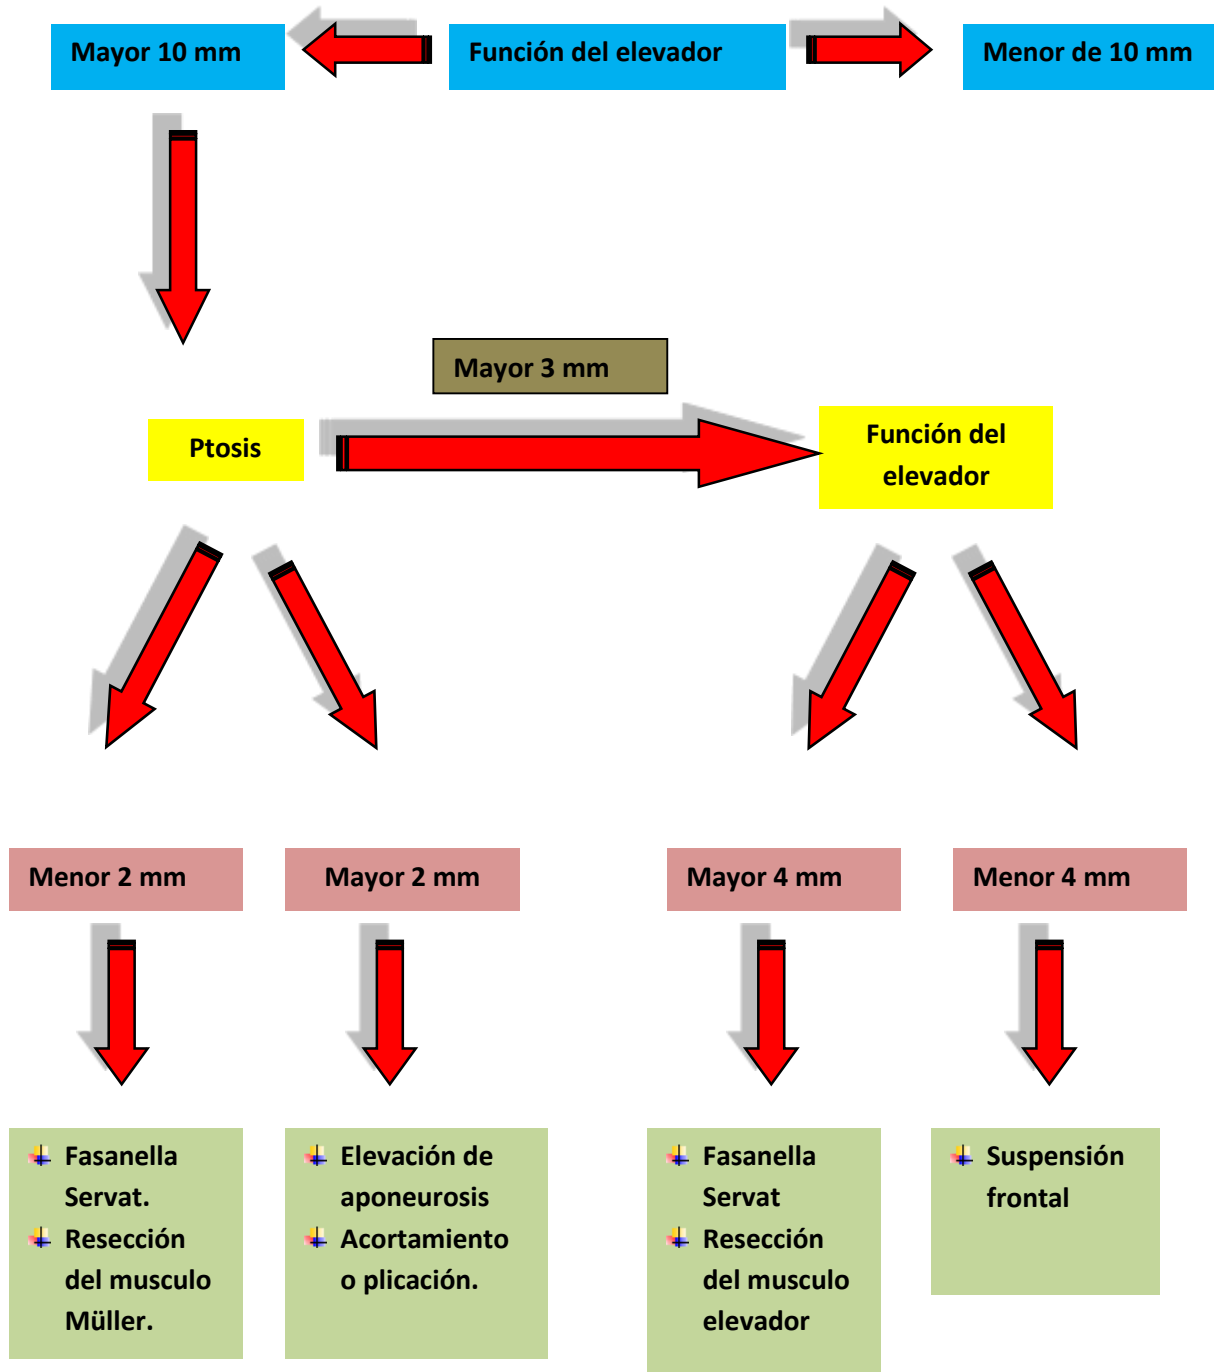 Mayor 10 mm
Función del elevador
Menor de 10 mm
Mayor 3 mm
Ptosis
Función del
elevador
Menor 2 mm
Mayor 2 mm
Mayor 4 mm
Menor 4 mm
Fasanella
Servat.
Resección
del musculo
Müller.
Elevación de
aponeurosis
Acortamiento
o plicación.
Fasanella
Servat
Resección
del musculo
elevador
Suspensión
frontal